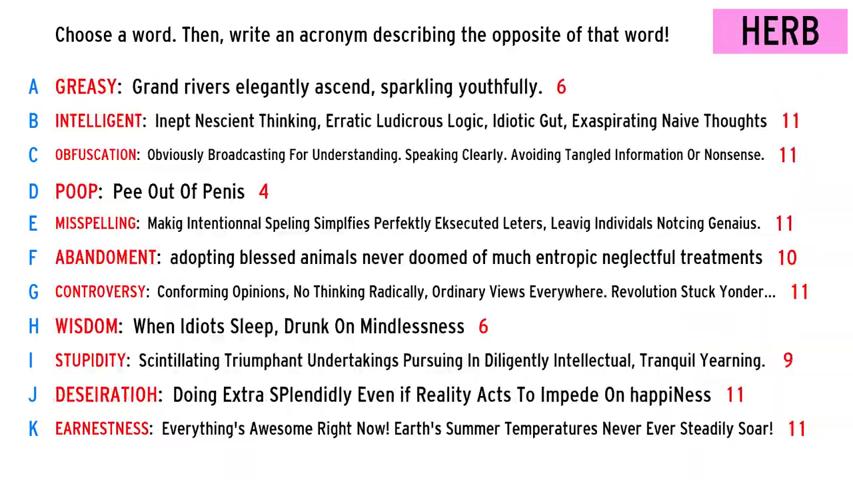 Choose a word. Then, write an acronym describing the opposite of that word!
HERB
A GREASY: Grand rivers elegantly ascend, sparkling youthfully. 6
B INTELLIGENT: Inept Nescient Thinking, Erratic Ludicrous Logic, Idiotic Gut, Exaspirating Naive Thoughts 11
C OBFUSCATION: Obviously Broadcasting For Understanding. Speaking Clearly. Avoiding Tangled Information Or Nonsense. 11
D POOP: Pee Out Of Penis 4
E MISSPELLING: Makig Intentionnal Speling Simplfies Perfektly Eksecuted Leters, Leavig Individals Notcing Genaius. 11
F ABANDOMENT: adopting blessed animals never doomed of much entropic neglectful treatments 10
G CONTROVERSY: Conforming Opinions, No Thinking Radically, Ordinary Views Everywhere. Revolution Stuck Yonder... 11
H WISDOM: When Idiots Sleep, Drunk On Mindlessness 6
I STUPIDITY: Scintillating Triumphant Undertakings Pursuing In Diligently Intellectual, Tranquil Yearning. 9
J DESEIRATIOH: Doing Extra SPlendidly Even if Reality Acts To Impede On happiNess 11
K EARNESTNESS: Everything's Awesome Right Now! Earth's Summer Temperatures Never Ever Steadily Soar! 11